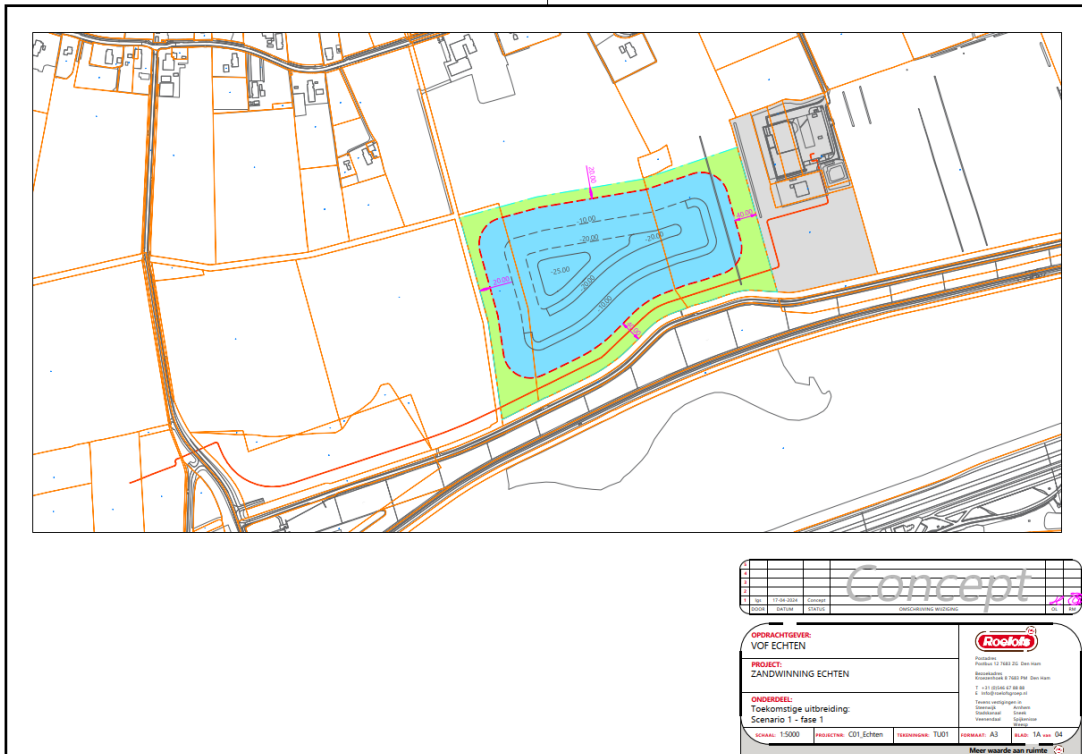 20.00
40.00
-10.00
-20.00
-20.00
-25.00
20.00
-20.00
-10.00
Concept
5
4
3
2
1 lgr 17-04-2024 Concept
DOOR DATUM STATUS OMSCHRIJVING WIJZIGING OL RM
OPDRACHTGEVER:
VOF ECHTEN
PROJECT:
ZANDWINNING ECHTEN
ONDERDEEL:
Toekomstige uitbreiding:
Scenario 1 - fase 1
Roelofs
Postadres
Postbus 12 7683 ZG Den Ham
Bezoekadres
Kroezenhoek 8 7683 PM Den Ham
T +31 (0)546 67 88 88
E info@roelofsgroep.nl
Tevens vestigingen in
Steenwijk Arnhem
Stadskanaal Sneek
Veenendaal Spijkenisse
Weesp
SCHAAL: 1:5000 PROJECTNR: C01_Echten TEKENINGNR: TU01 FORMAAT: A3 BLAD: 1A van 04
Meer waarde aan ruimte